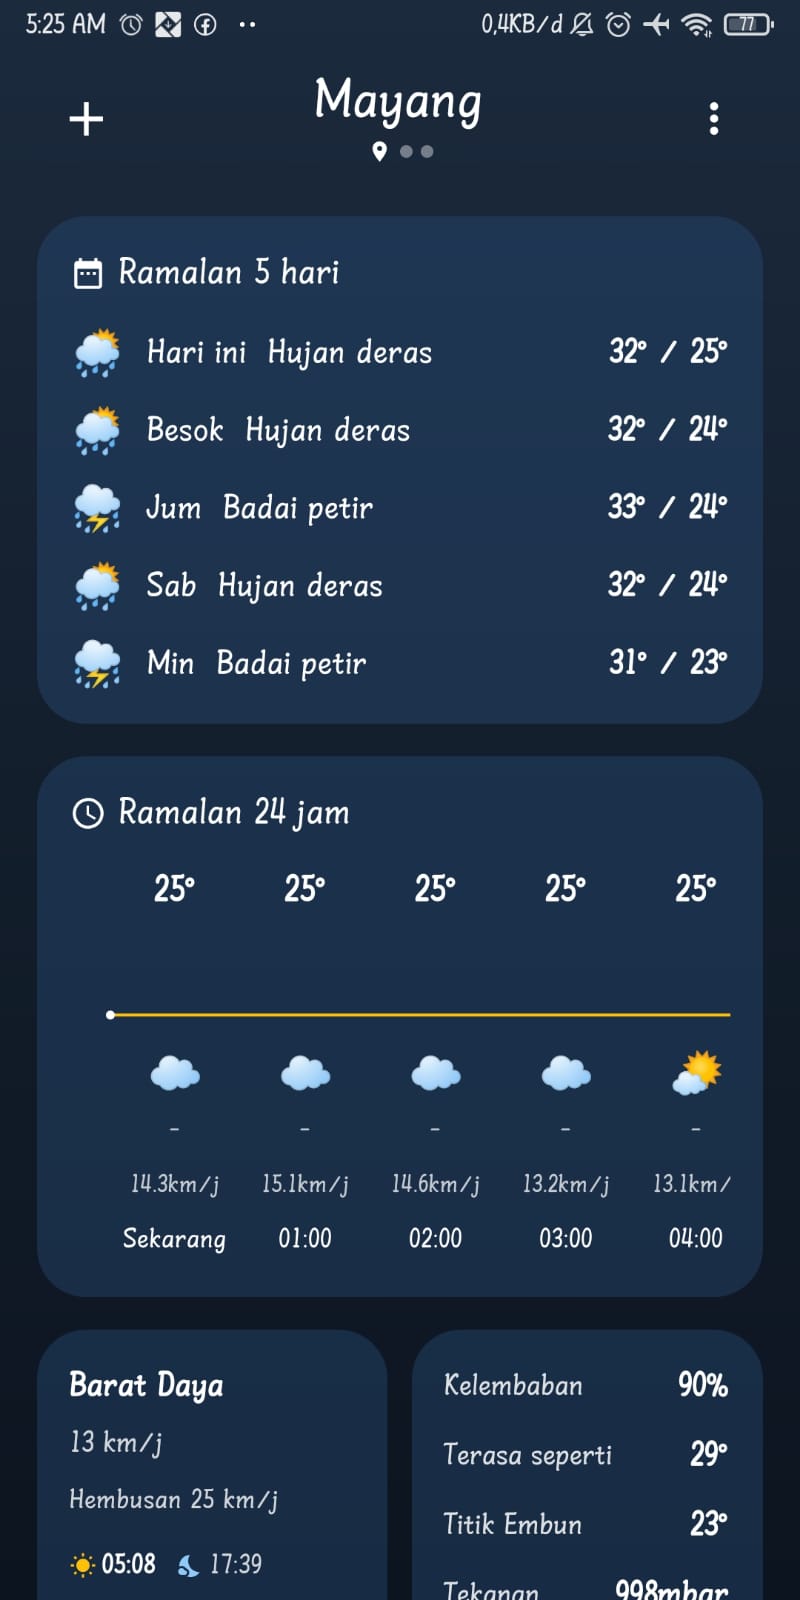 5:25 AM 0,4KB/d 77
Mayang
Ramalan 5 hari
Hari ini Hujan deras 32° / 25°
Besok Hujan deras 32° / 24°
Jum Badai petir 33° / 24°
Sab Hujan deras 32° / 24°
Min Badai petir 31° / 23°
Ramalan 24 jam
25° 25° 25° 25° 25°
- - - - -
14.3km/j 15.1km/j 14.6km/j 13.2km/j 13.1km/
Sekarang 01:00 02:00 03:00 04:00
Barat Daya
13 km/j
Hembusan 25 km/j
05:08 17:39
Kelembaban 90%
Terasa seperti 29°
Titik Embun 23°
Tekanan 998mbar